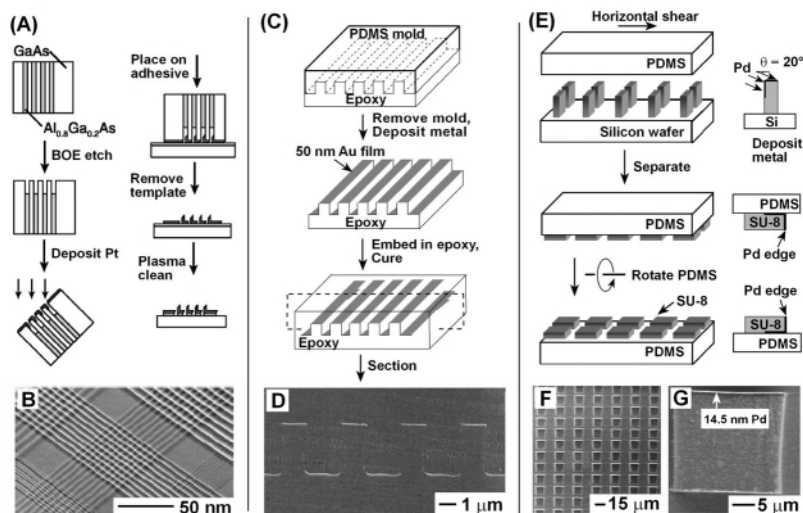 (A)
GaAs
Al0.8Ga0.2As
BOE etch
Deposit Pt
Place on
adhesive
Remove
template
Plasma
clean
B
50 nm
(C)
PDMS mold
Epoxy
Remove mold,
Deposit metal
50 nm Au film
Epoxy
Embed in epoxy,
Cure
Epoxy
Section
D
1 µm
(E)
Horizontal shear
PDMS
Silicon wafer
θ = 20°
Pd
Si
Deposit
metal
Separate
PDMS
PDMS
SU-8
Pd edge
Rotate PDMS
SU-8
PDMS
Pd edge
SU-8
PDMS
F
15 µm
G
14.5 nm Pd
5 µm